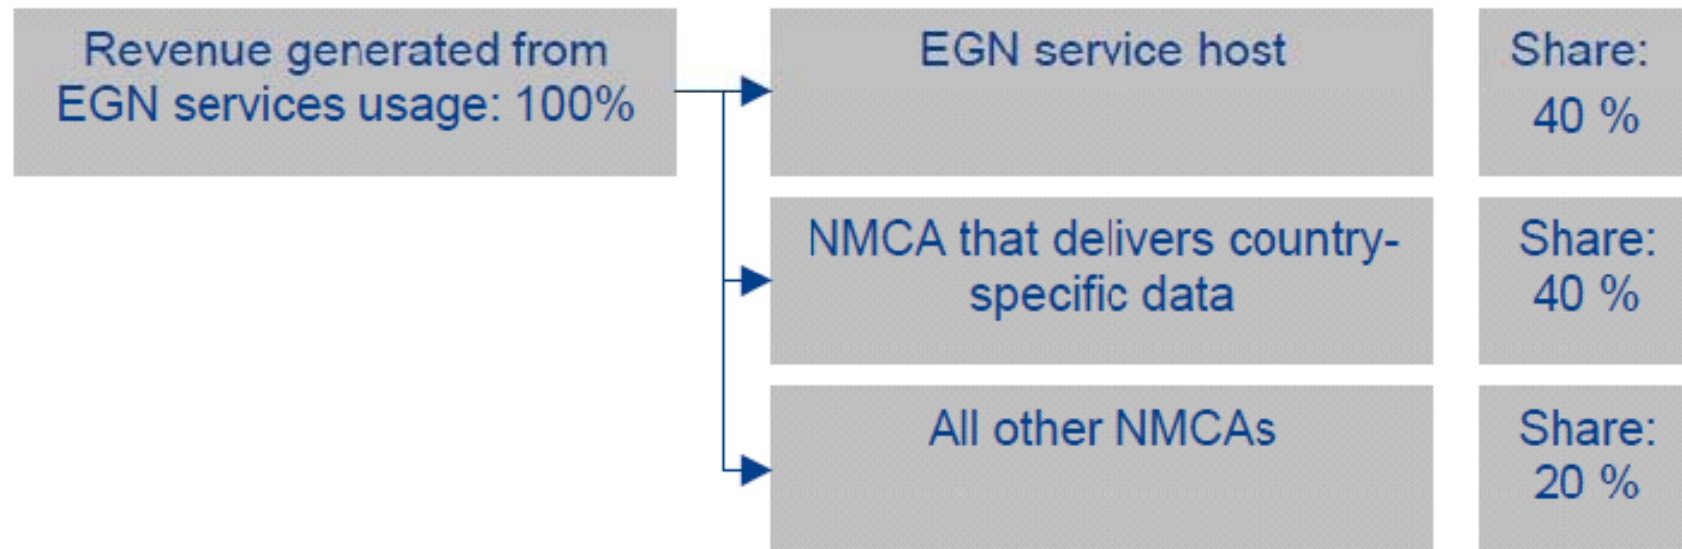 Revenue generated from
EGN services usage: 100%
EGN service host
Share:
40 %
NMCA that delivers country-
specific data
Share:
40 %
All other NMCAs
Share:
20 %